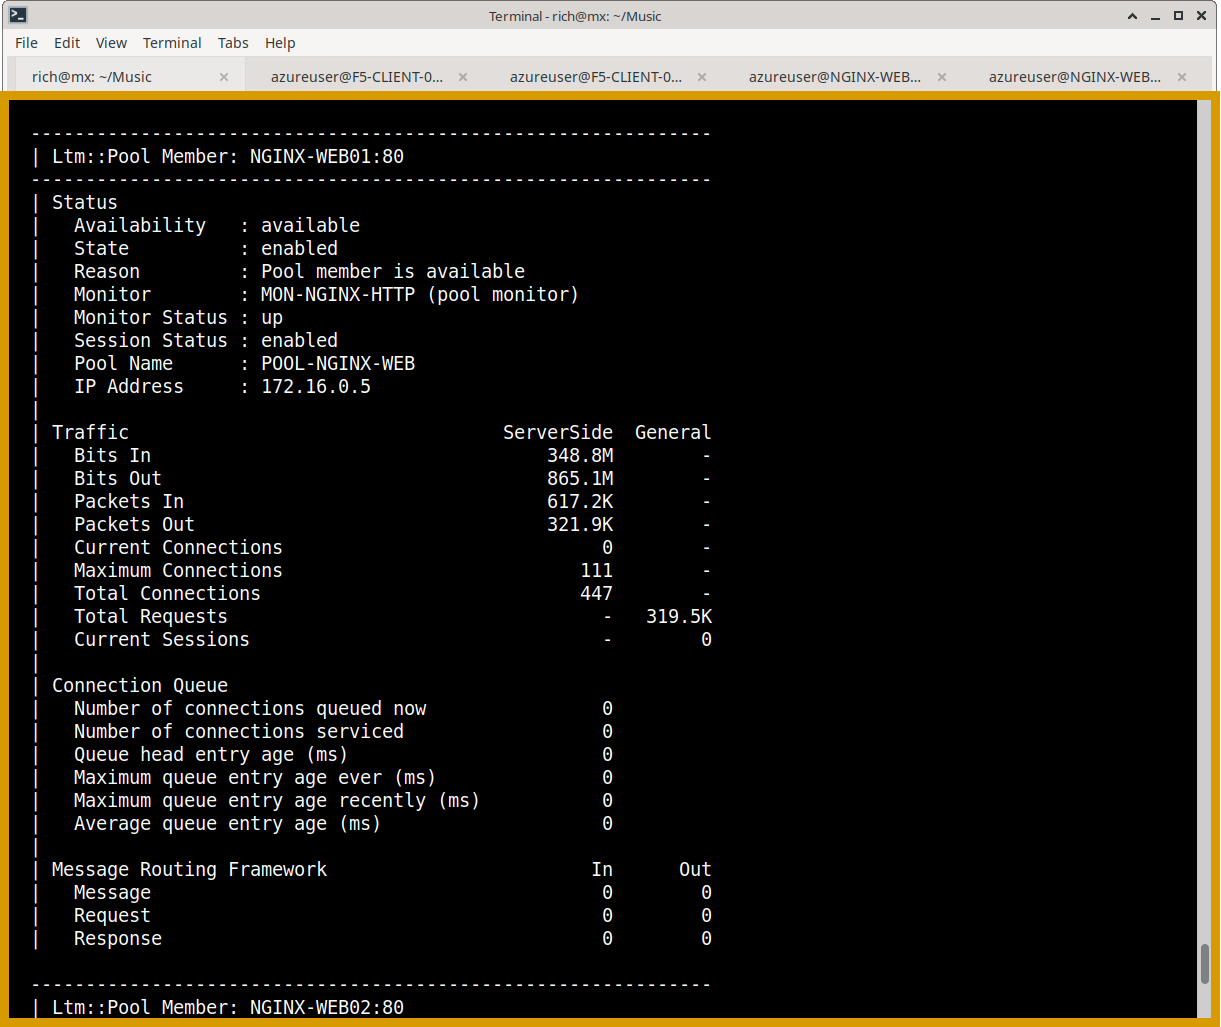 Terminal - rich@mx: ~/Music
File Edit View Terminal Tabs Help
rich@mx: ~/Music azureuser@F5-CLIENT-0... azureuser@F5-CLIENT-0... azureuser@NGINX-WEB... azureuser@NGINX-WEB...
--------------------------------------------------------------
| Ltm::Pool Member: NGINX-WEB01:80
--------------------------------------------------------------
| Status
|   Availability   : available
|   State          : enabled
|   Reason         : Pool member is available
|   Monitor        : MON-NGINX-HTTP (pool monitor)
|   Monitor Status : up
|   Session Status : enabled
|   Pool Name      : POOL-NGINX-WEB
|   IP Address     : 172.16.0.5
|
| Traffic                                  ServerSide  General
|   Bits In                                    348.8M        -
|   Bits Out                                   865.1M        -
|   Packets In                                 617.2K        -
|   Packets Out                                321.9K        -
|   Current Connections                             0        -
|   Maximum Connections                           111        -
|   Total Connections                             447        -
|   Total Requests                                  -   319.5K
|   Current Sessions                                -        0
|
| Connection Queue
|   Number of connections queued now                0
|   Number of connections serviced                  0
|   Queue head entry age (ms)                       0
|   Maximum queue entry age ever (ms)               0
|   Maximum queue entry age recently (ms)           0
|   Average queue entry age (ms)                    0
|
| Message Routing Framework                        In      Out
|   Message                                         0        0
|   Request                                         0        0
|   Response                                        0        0
--------------------------------------------------------------
| Ltm::Pool Member: NGINX-WEB02:80